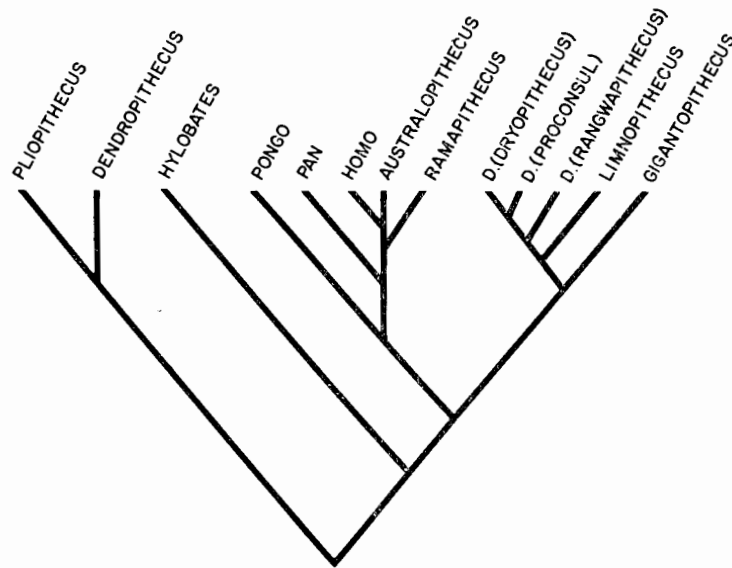 PLIOPITHECUS
DENDROPITHECUS
HYLOBATES
PONGO
PAN
HOMO
AUSTRALOPITHECUS
RAMAPITHECUS
D.(DRYOPITHECUS)
D.(PROCONSUL)
D.(RANGWAPITHECUS)
LIMNOPITHECUS
GIGANTOPITHECUS